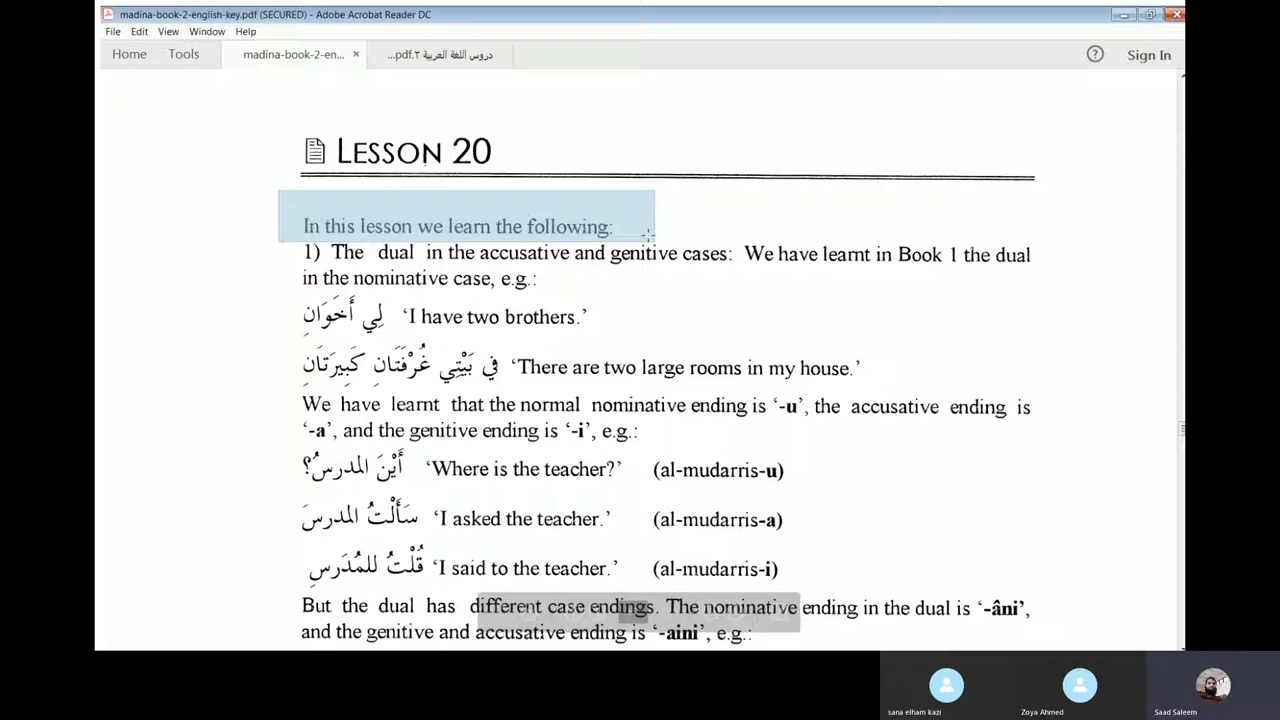 madina-book-2-english-key.pdf (SECURED) - Adobe Acrobat Reader DC
File Edit View Window Help
Home Tools madina-book-2-en... × دروس اللغة العربية ٢.pdf... Sign In
LESSON 20
In this lesson we learn the following:
1) The dual in the accusative and genitive cases: We have learnt in Book 1 the dual
in the nominative case, e.g.:
لِي أَخَوَانِ ‘I have two brothers.’
في بَيْتِي غُرْفَتَانِ كَبِيرَتَانِ ‘There are two large rooms in my house.’
We have learnt that the normal nominative ending is ‘-u’, the accusative ending is
‘-a’, and the genitive ending is ‘-i’, e.g.:
أَيْنَ المدرسُ؟ ‘Where is the teacher?’ (al-mudarris-u)
سَأَلْتُ المدرسَ ‘I asked the teacher.’ (al-mudarris-a)
قُلْتُ للمُدَرسِ ‘I said to the teacher.’ (al-mudarris-i)
But the dual has different case endings. The nominative ending in the dual is ‘-âni’,
and the genitive and accusative ending is ‘-aini’, e.g.:
sana elham kazi Zoya Ahmed Saad Saleem